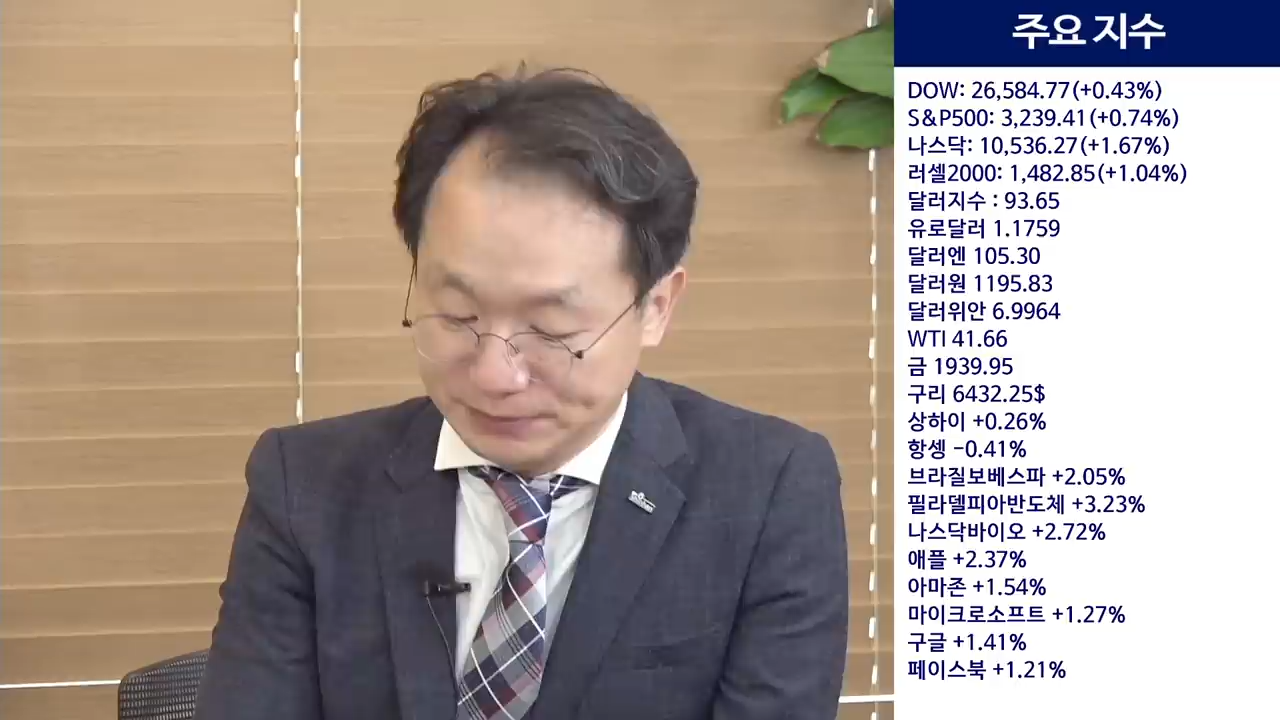 주요 지수
DOW: 26,584.77(+0.43%)
S&P500: 3,239.41(+0.74%)
나스닥: 10,536.27(+1.67%)
러셀2000: 1,482.85(+1.04%)
달러지수 : 93.65
유로달러 1.1759
달러엔 105.30
달러원 1195.83
달러위안 6.9964
WTI 41.66
금 1939.95
구리 6432.25$
상하이 +0.26%
항셍 -0.41%
브라질보베스파 +2.05%
필라델피아반도체 +3.23%
나스닥바이오 +2.72%
애플 +2.37%
아마존 +1.54%
마이크로소프트 +1.27%
구글 +1.41%
페이스북 +1.21%